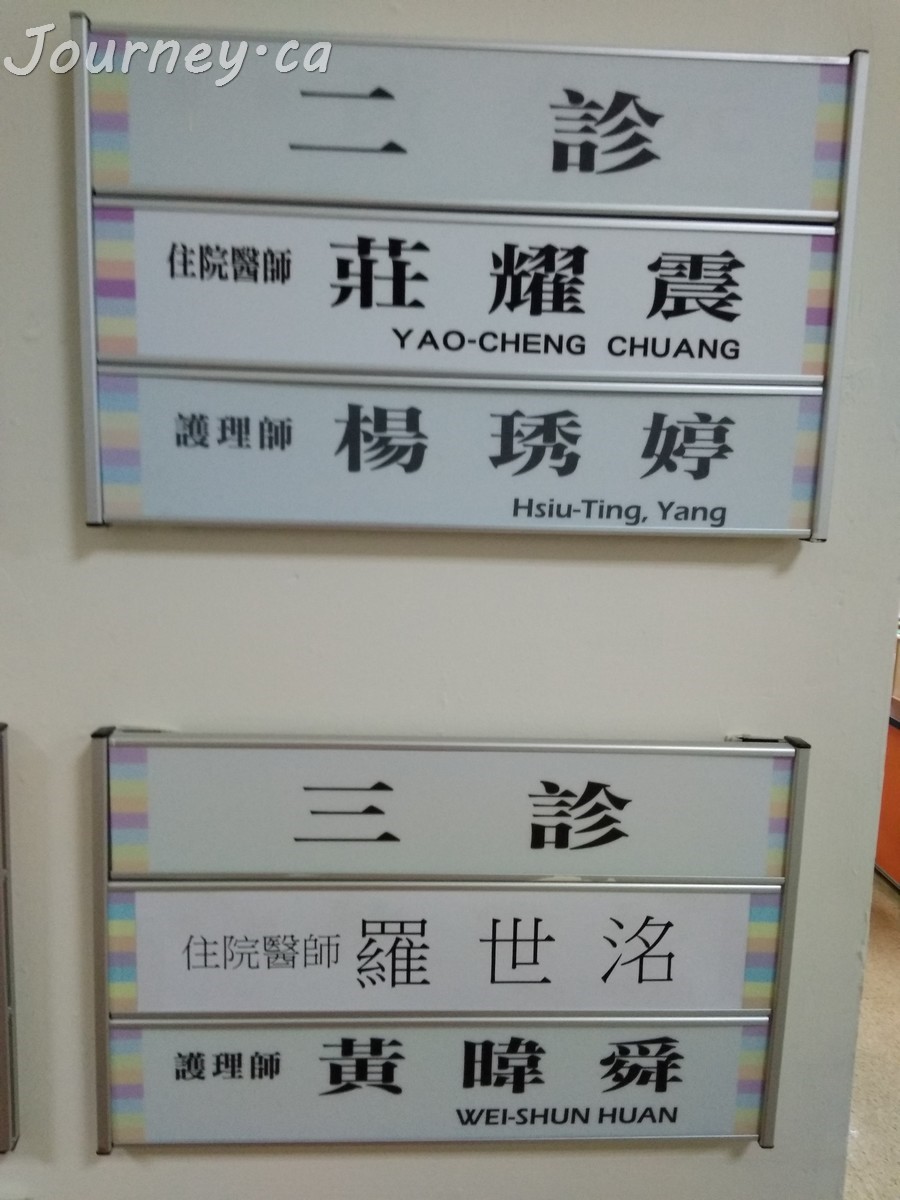 Journey.ca
二 診
住院醫師 莊 耀 震
YAO-CHENG CHUANG
護理師 楊 琇 婷
Hsiu-Ting, Yang
三 診
住院醫師 羅 世 洺
護理師 黃 暐 舜
WEI-SHUN HUAN